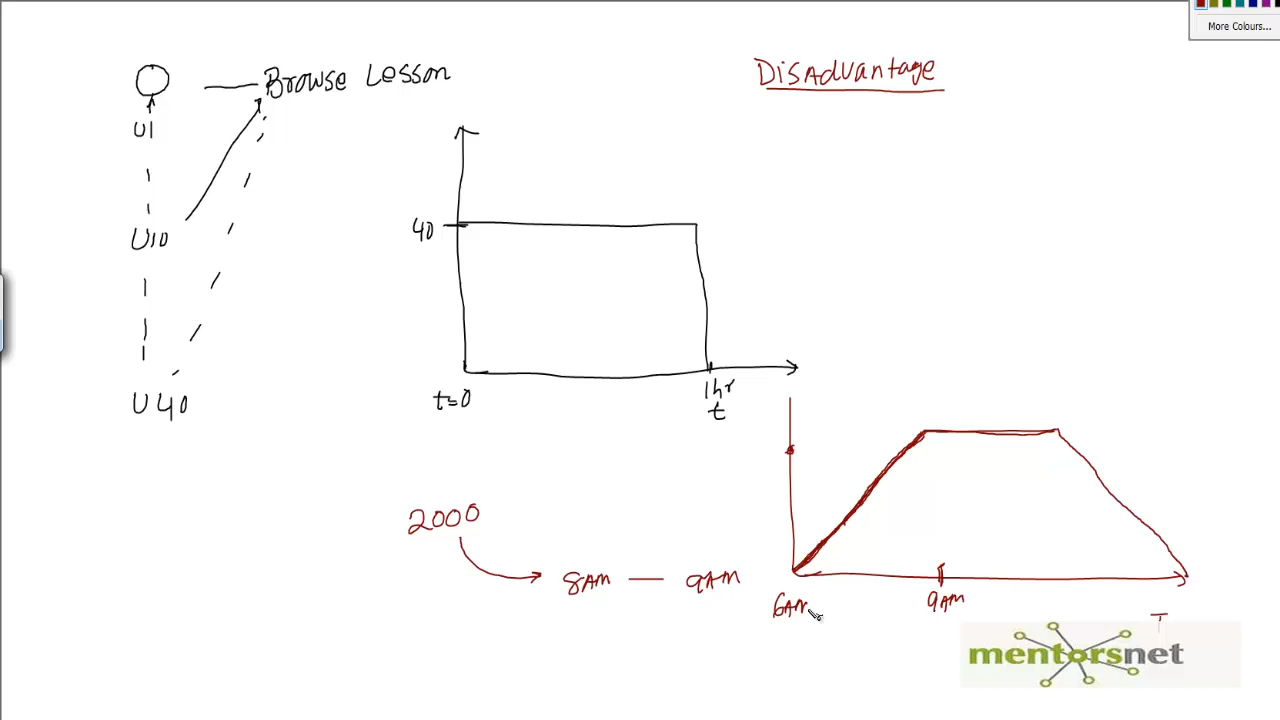 More Colours...
Browse Lesson
Disadvantage
U1
40
U10
t=0
1hr
t
U40
2000
8AM — 9AM
6AM
9AM
T
mentorsnet